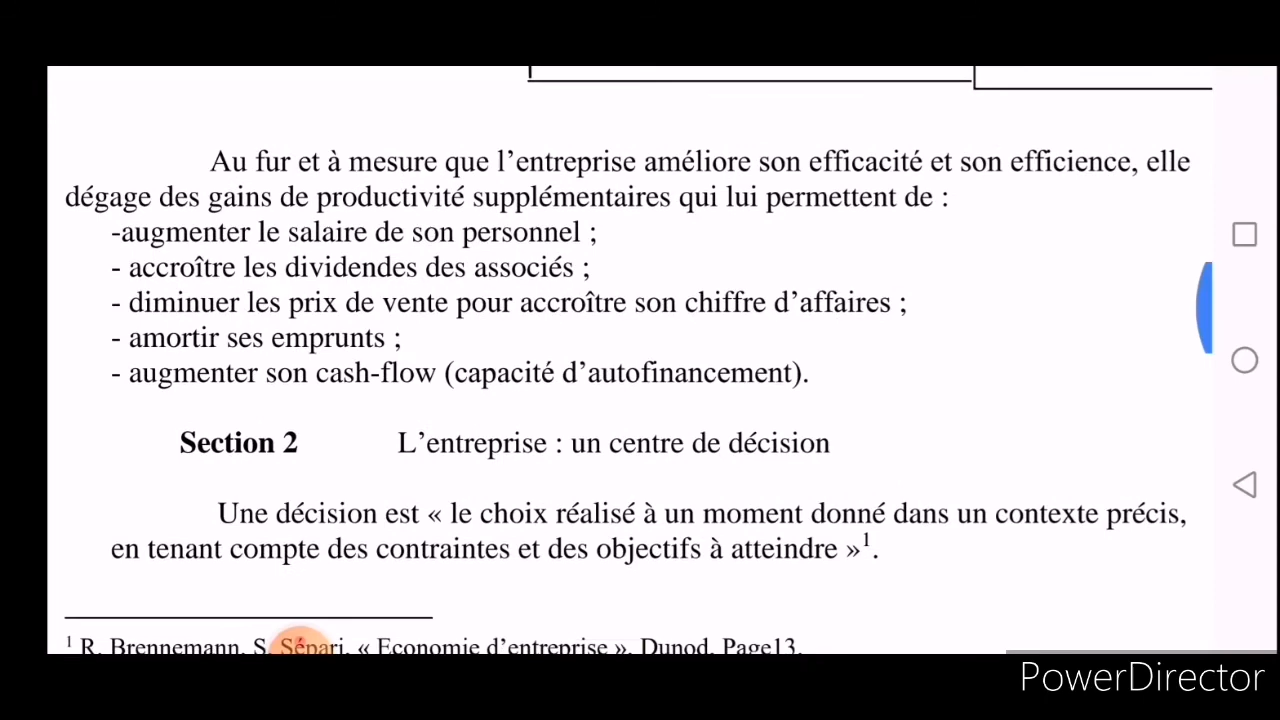 Au fur et à mesure que l’entreprise améliore son efficacité et son efficience, elle
dégage des gains de productivité supplémentaires qui lui permettent de :
-augmenter le salaire de son personnel ;
- accroître les dividendes des associés ;
- diminuer les prix de vente pour accroître son chiffre d’affaires ;
- amortir ses emprunts ;
- augmenter son cash-flow (capacité d’autofinancement).
Section 2 L’entreprise : un centre de décision
Une décision est « le choix réalisé à un moment donné dans un contexte précis,
en tenant compte des contraintes et des objectifs à atteindre »1.
1 R. Brennemann, S. Sépari, « Economie d’entreprise », Dunod, Page13.
PowerDirector